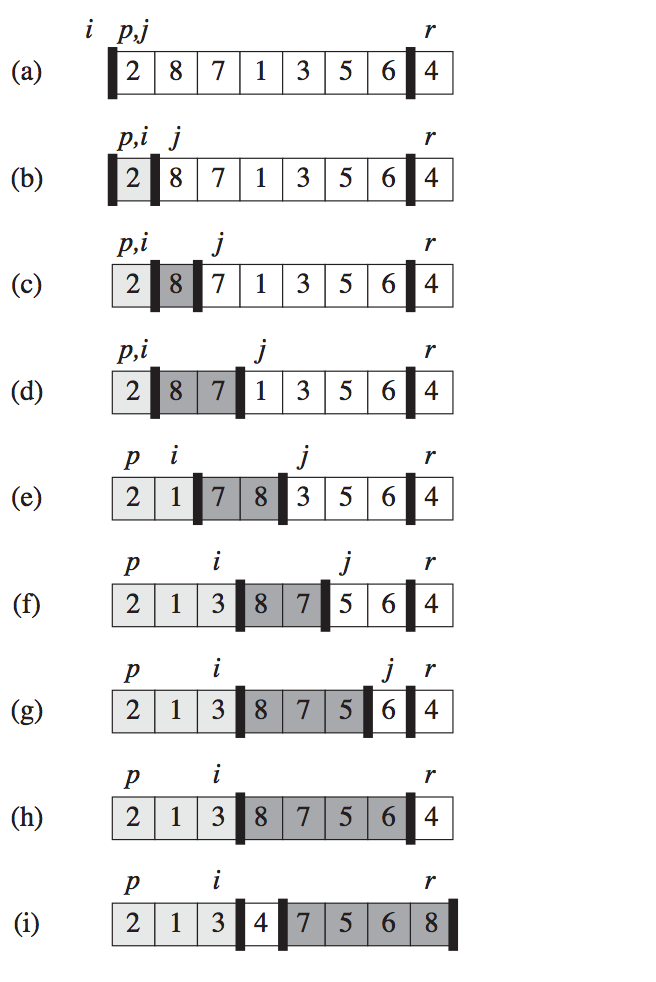 i p,j r
(a) 2 8 7 1 3 5 6 4
p,i j r
(b) 2 8 7 1 3 5 6 4
p,i j r
(c) 2 8 7 1 3 5 6 4
p,i j r
(d) 2 8 7 1 3 5 6 4
p i j r
(e) 2 1 7 8 3 5 6 4
p i j r
(f) 2 1 3 8 7 5 6 4
p i j r
(g) 2 1 3 8 7 5 6 4
p i r
(h) 2 1 3 8 7 5 6 4
p i r
(i) 2 1 3 4 7 5 6 8